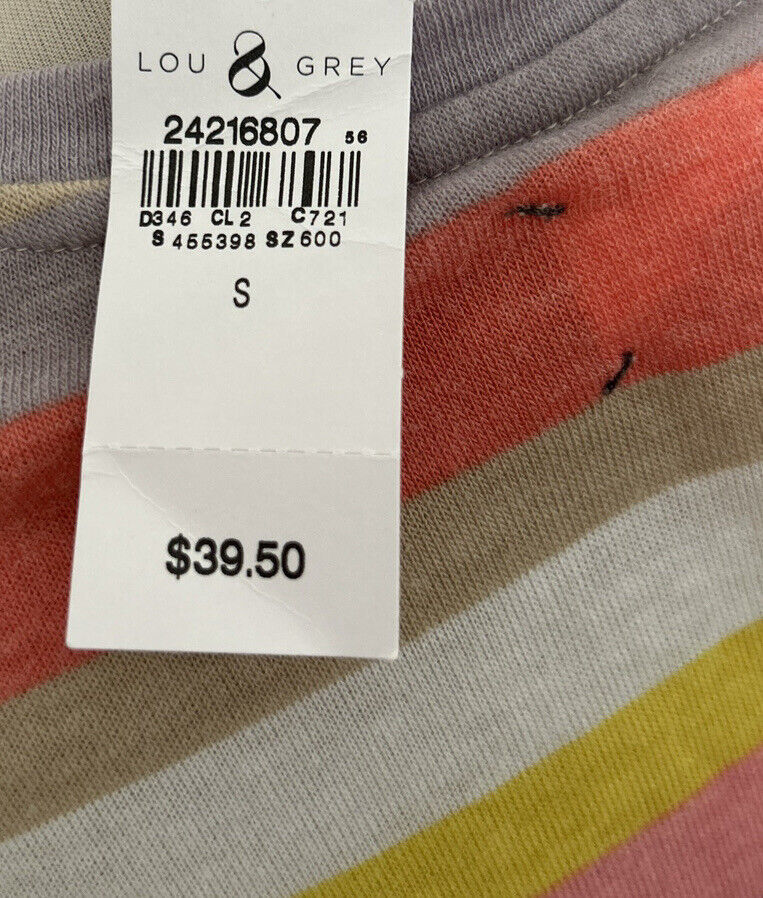 LOU & GREY
24216807 56
D346 CL 2 C721
S 455398 SZ 600
S
$39.50